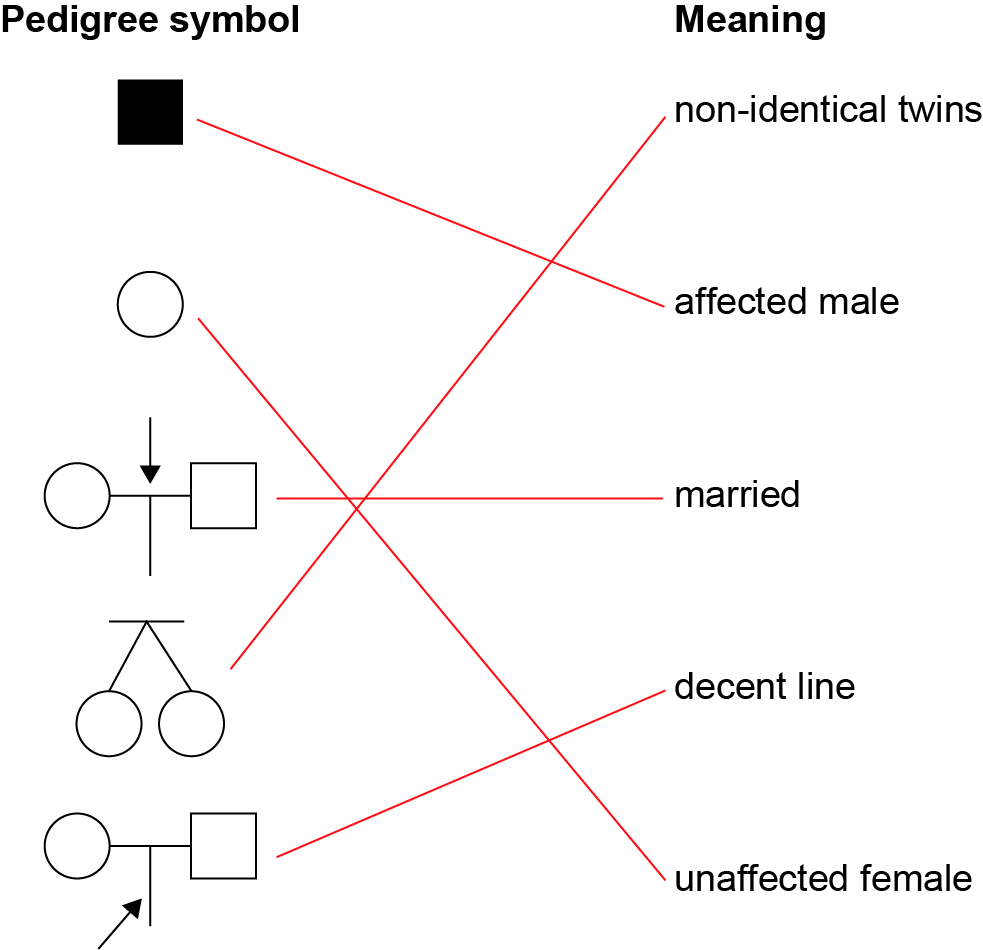 Pedigree symbol
Meaning
non-identical twins
affected male
married
decent line
unaffected female